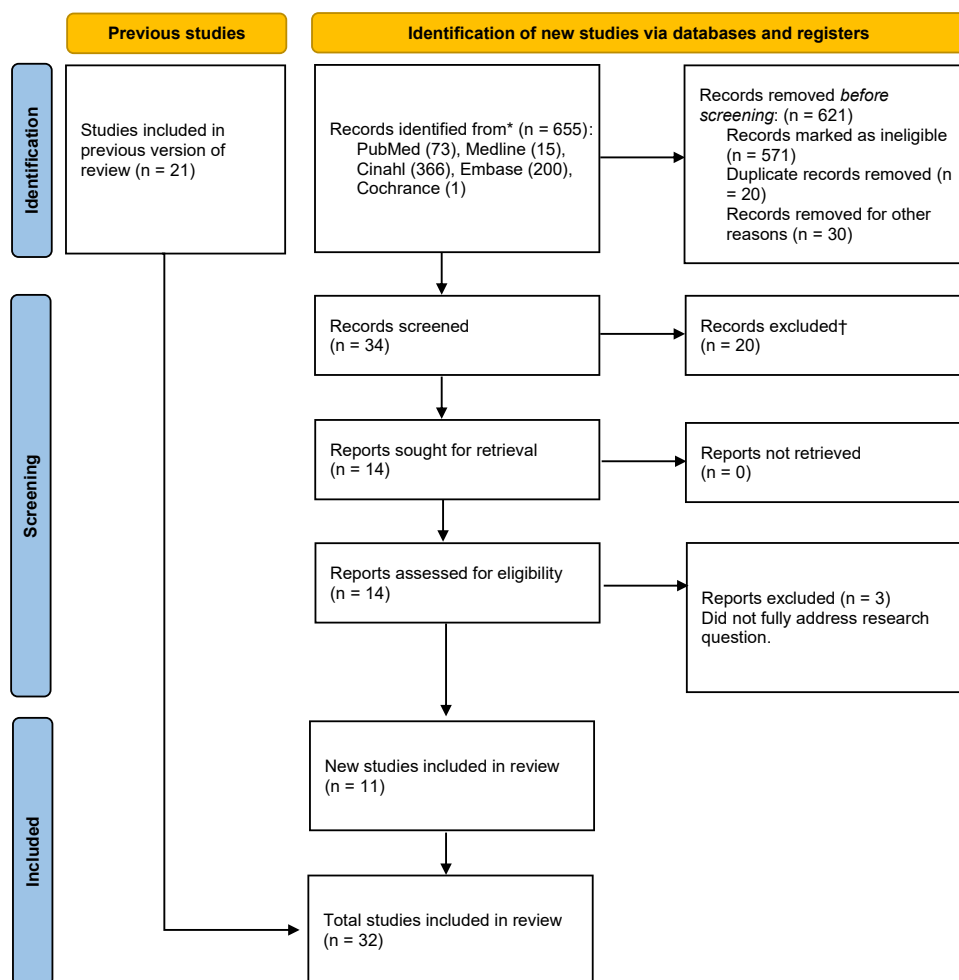 Previous studies
Identification of new studies via databases and registers
Identification
Studies included in
previous version of
review (n = 21)
Records identified from* (n = 655):
PubMed (73), Medline (15),
Cinahl (366), Embase (200),
Cochrance (1)
Records removed before
screening: (n = 621)
Records marked as ineligible
(n = 571)
Duplicate records removed (n
= 20)
Records removed for other
reasons (n = 30)
Screening
Records screened
(n = 34)
Records excluded†
(n = 20)
Reports sought for retrieval
(n = 14)
Reports not retrieved
(n = 0)
Reports assessed for eligibility
(n = 14)
Reports excluded (n = 3)
Did not fully address research
question.
Included
New studies included in review
(n = 11)
Total studies included in review
(n = 32)